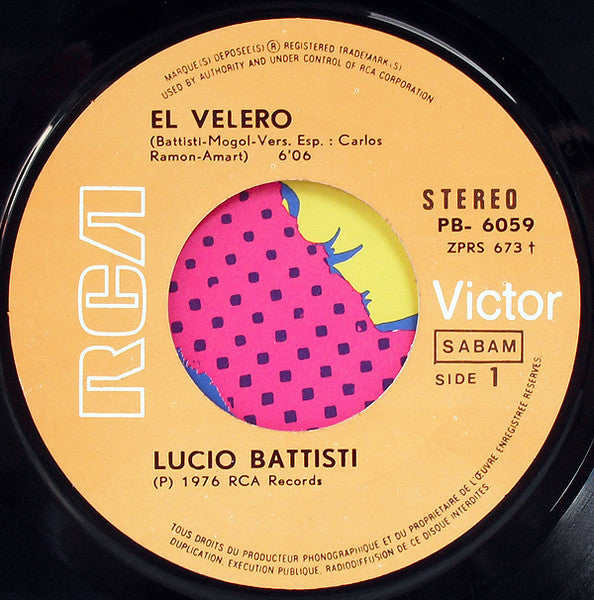 MARQUE(S) DEPOSEE(S) ® REGISTERED TRADEMARK(S)
USED BY AUTHORITY AND UNDER CONTROL OF RCA CORPORATION.
EL VELERO
(Battisti-Mogol-Vers. Esp. : Carlos
Ramon-Amart) 6'06
STEREO
PB- 6059
ZPRS 673 †
RCA
Victor
SABAM
SIDE 1
LUCIO BATTISTI
(P) 1976 RCA Records
TOUS DROITS DU PRODUCTEUR PHONOGRAPHIQUE ET DU PROPRIETAIRE DE L'ŒUVRE ENREGISTREE RESERVES.
DUPLICATION, EXECUTION PUBLIQUE, RADIODIFFUSION DE CE DISQUE INTERDITES.